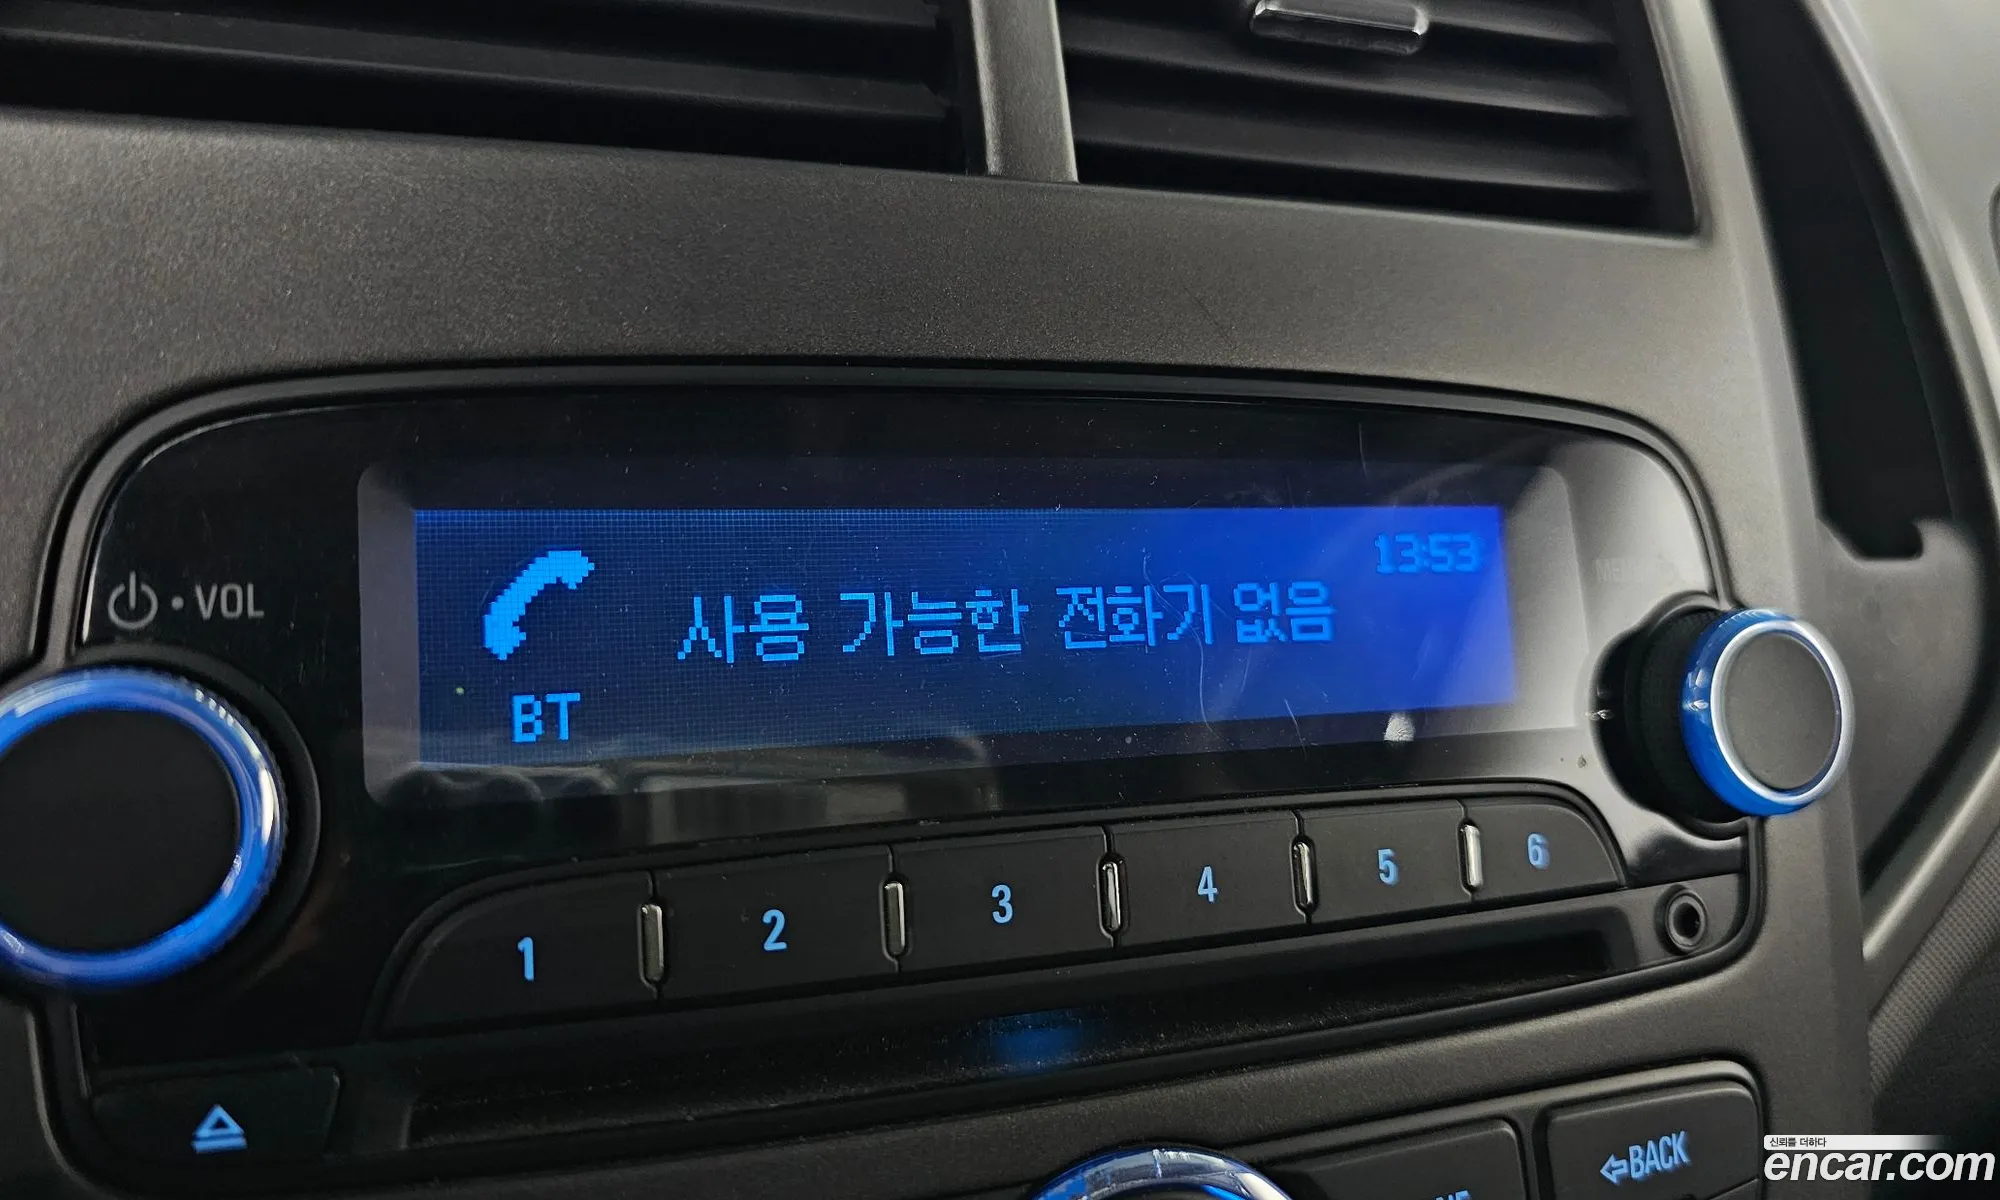 VOL
13:53
사용 가능한 전화기 없음
BT
1 2 3 4 5 6
BACK
신뢰를 더하다
encar.com